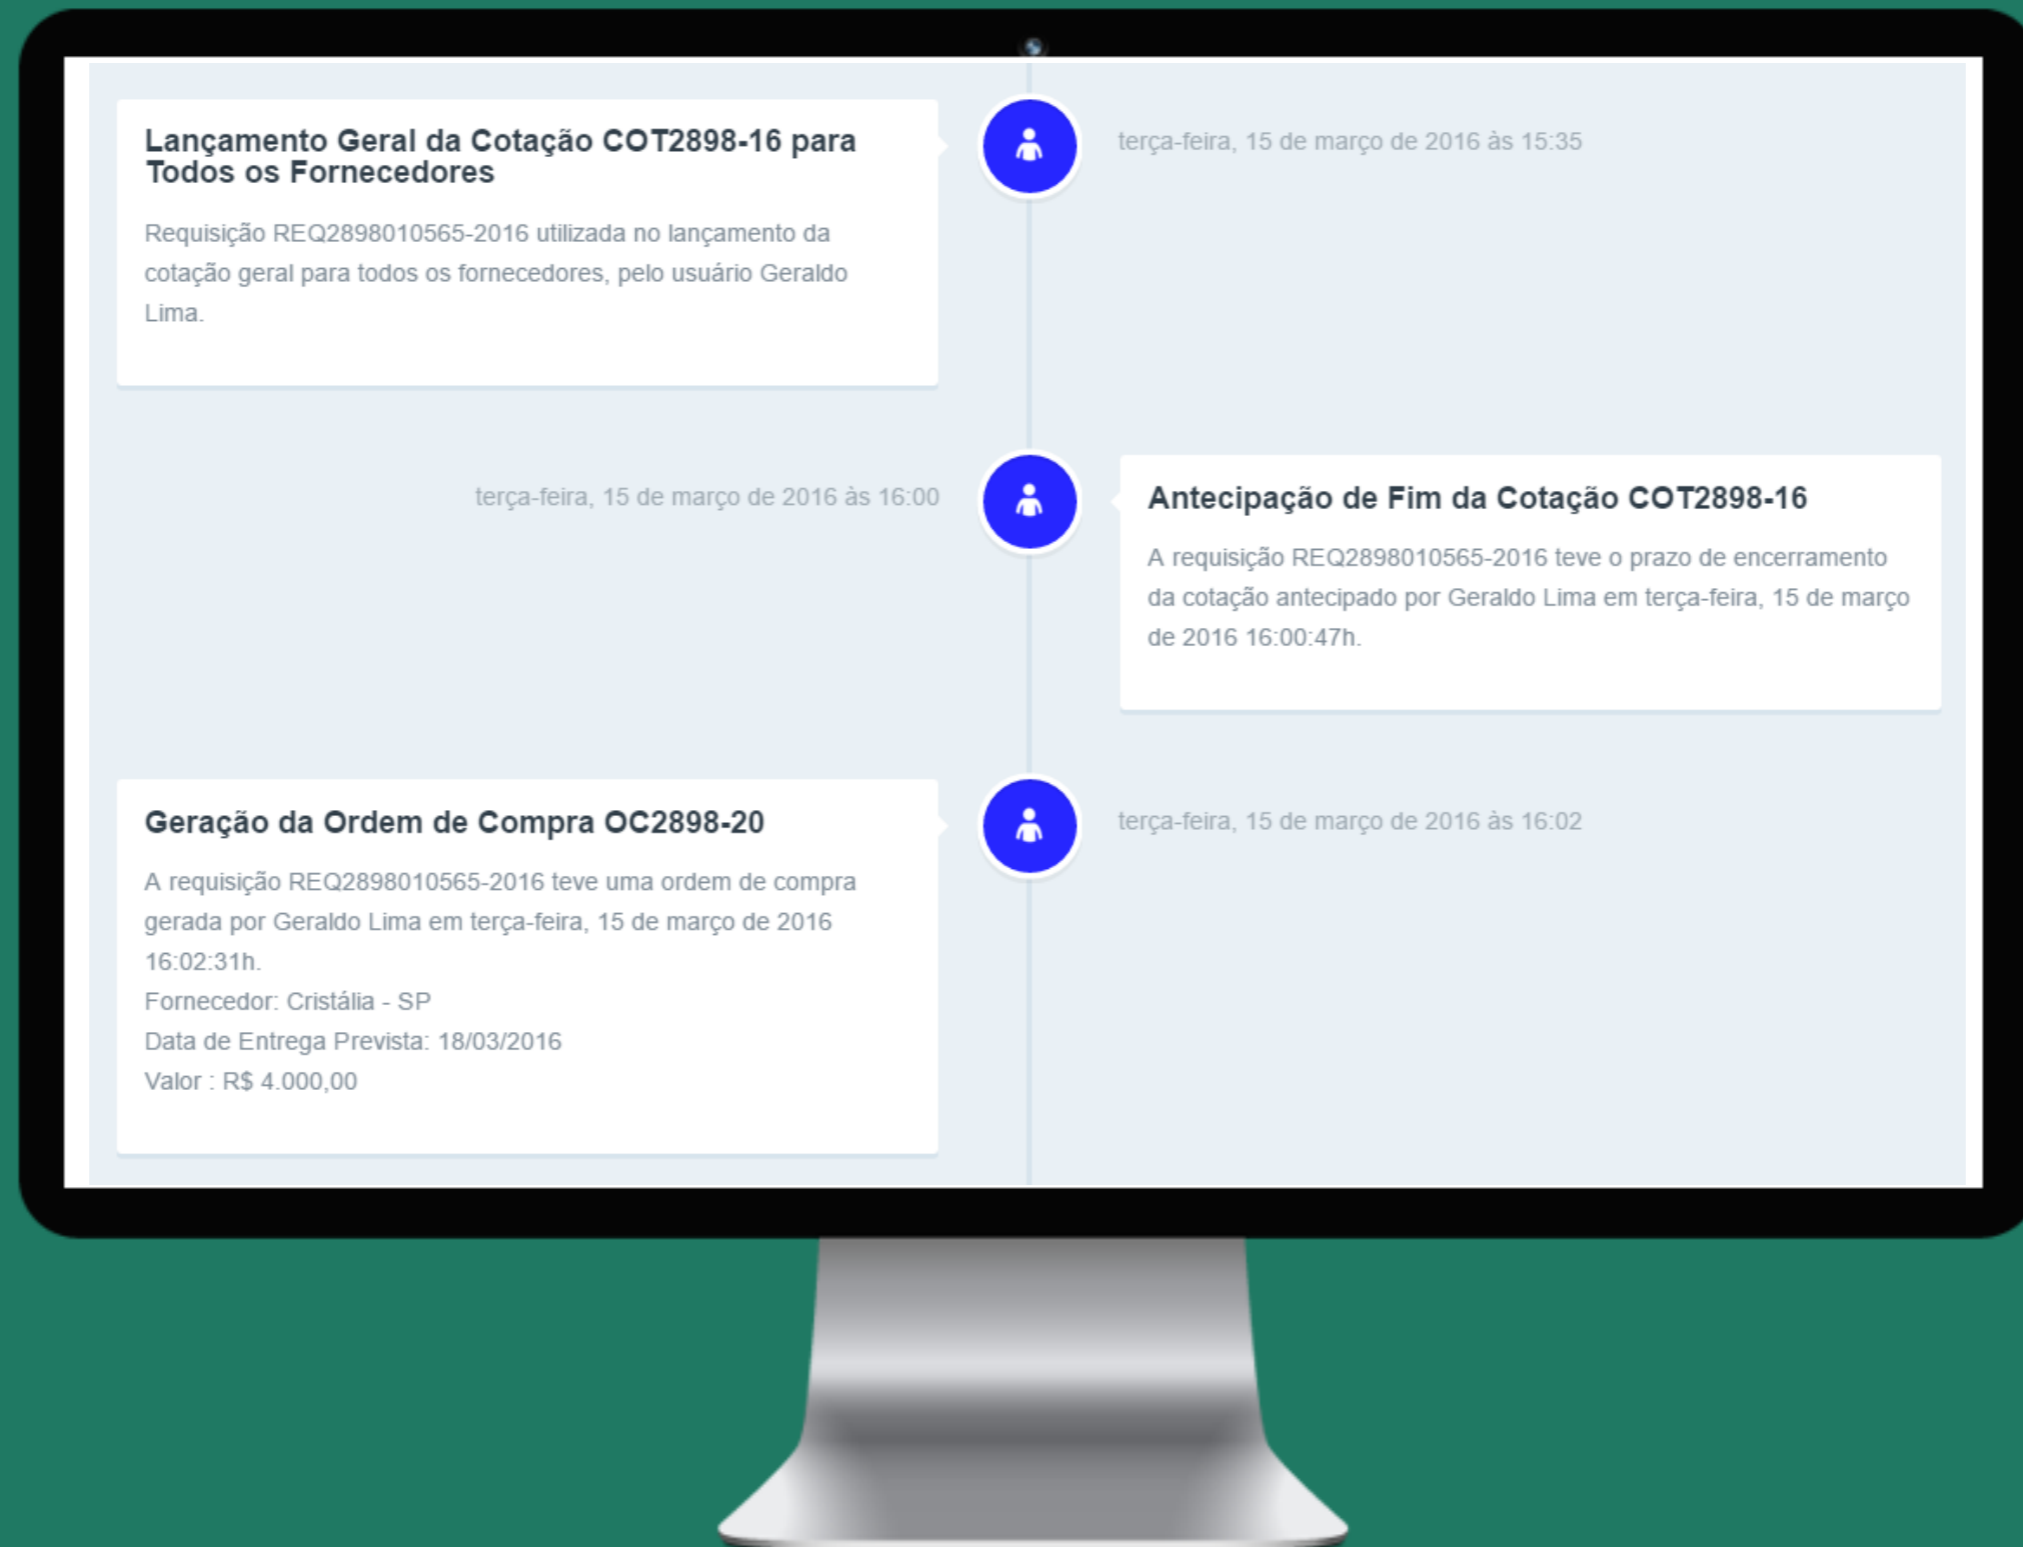 Lançamento Geral da Cotação COT2898-16 para
Todos os Fornecedores
Requisição REQ2898010565-2016 utilizada no lançamento da
cotação geral para todos os fornecedores, pelo usuário Geraldo
Lima.
terça-feira, 15 de março de 2016 às 15:35
terça-feira, 15 de março de 2016 às 16:00
Antecipação de Fim da Cotação COT2898-16
A requisição REQ2898010565-2016 teve o prazo de encerramento
da cotação antecipado por Geraldo Lima em terça-feira, 15 de março
de 2016 16:00:47h.
Geração da Ordem de Compra OC2898-20
A requisição REQ2898010565-2016 teve uma ordem de compra
gerada por Geraldo Lima em terça-feira, 15 de março de 2016
16:02:31h.
Fornecedor: Cristália - SP
Data de Entrega Prevista: 18/03/2016
Valor : R$ 4.000,00
terça-feira, 15 de março de 2016 às 16:02